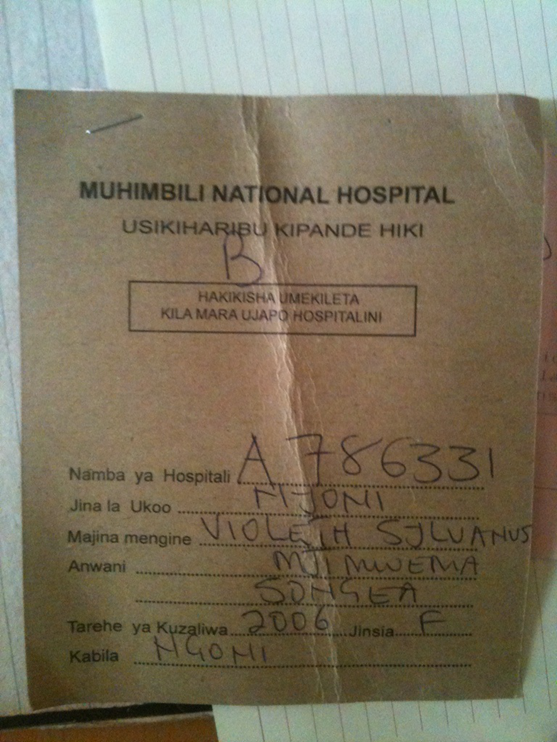 MUHIMBILI NATIONAL HOSPITAL
USIKIHARIBU KIPANDE HIKI
B
HAKIKISHA UMEKILETA
KILA MARA UJAPO HOSPITALINI
Namba ya Hospitali A 786331
Jina la Ukoo NJONI
Majina mengine VIOLETH SYLVANUS
Anwani MJIMWEMA
SONGEA
Tarehe ya Kuzaliwa 2006 Jinsia F
Kabila NGONI